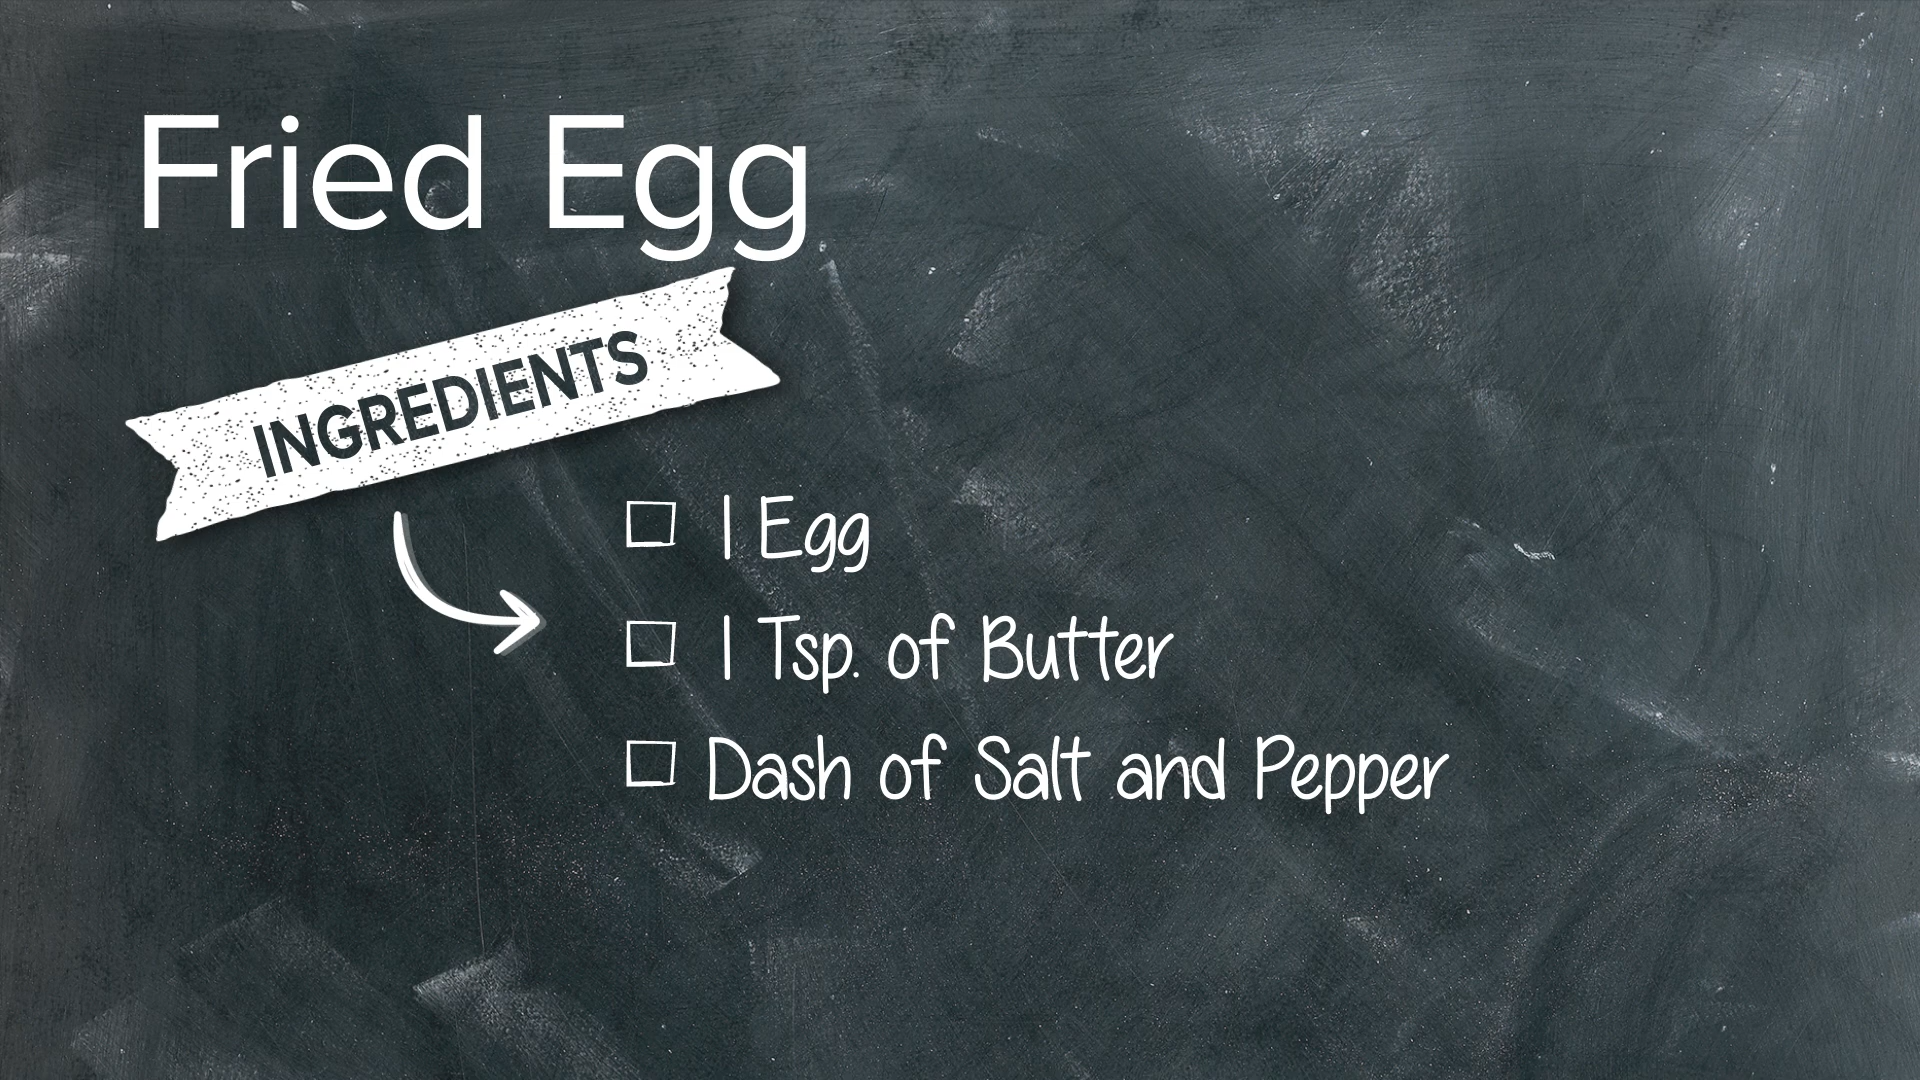 Fried Egg
INGREDIENTS
1 Egg
1 Tsp. of Butter
Dash of Salt and Pepper